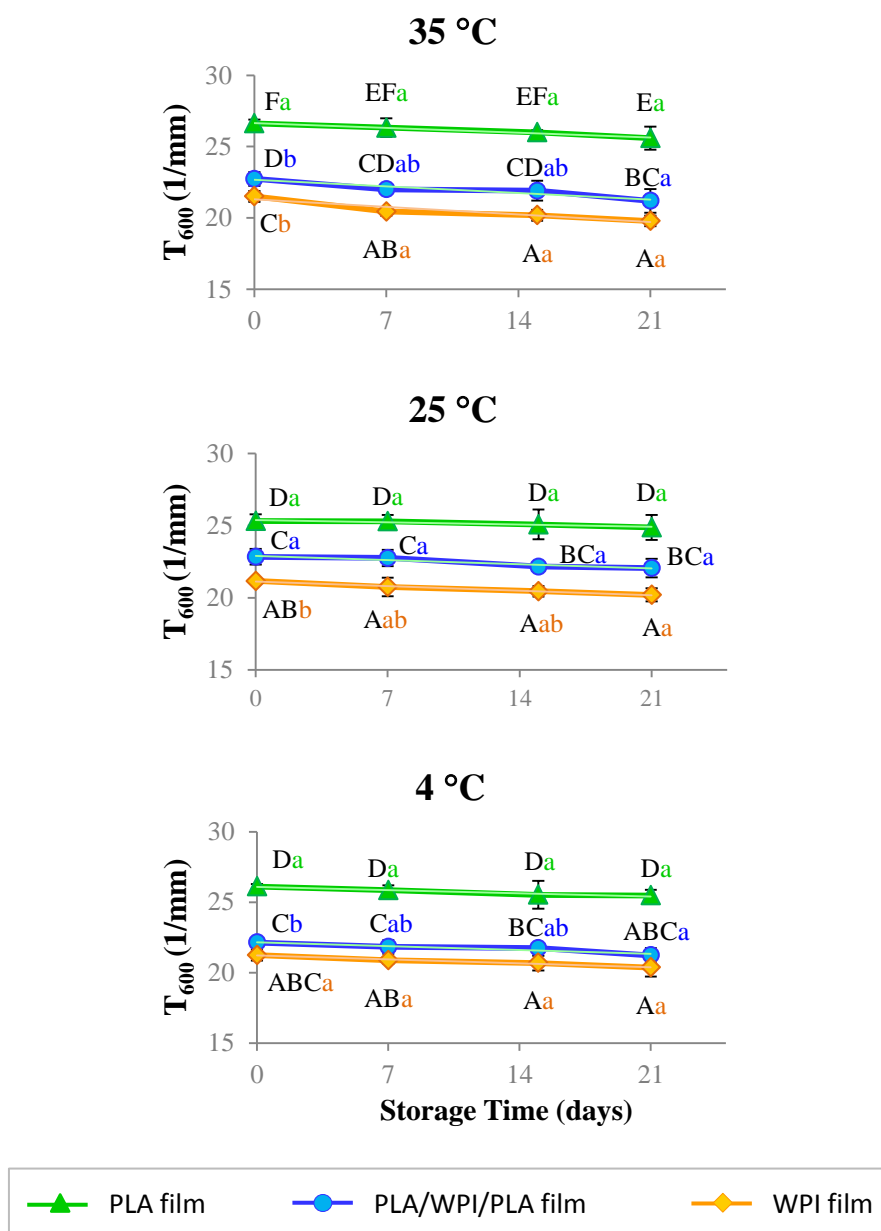 35 °C
30
25
20
15
T600 (1/mm)
Fa EFa EFa Ea
Db CDab CDab BCa
Cb ABa Aa Aa
0 7 14 21
25 °C
30
25
20
15
T600 (1/mm)
Da Da Da Da
Ca Ca BCa BCa
ABb Aab Aab Aa
0 7 14 21
4 °C
30
25
20
15
T600 (1/mm)
Da Da Da Da
Cb Cab BCab ABCa
ABCa ABa Aa Aa
0 7 14 21
Storage Time (days)
PLA film PLA/WPI/PLA film WPI film